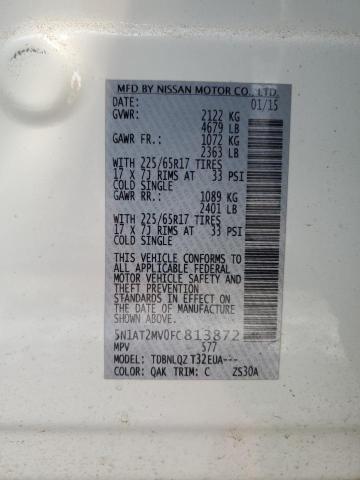 MFD BY NISSAN MOTOR CO., LTD.
DATE: 01/15
GVWR: 2122 KG
4679 LB
GAWR FR.: 1072 KG
2363 LB
WITH 225/65R17 TIRES
17 X 7J RIMS AT 33 PSI
COLD SINGLE
GAWR RR.: 1089 KG
2401 LB
WITH 225/65R17 TIRES
17 X 7J RIMS AT 33 PSI
COLD SINGLE
THIS VEHICLE CONFORMS TO
ALL APPLICABLE FEDERAL
MOTOR VEHICLE SAFETY AND
THEFT PREVENTION
STANDARDS IN EFFECT ON THE
DATE OF MANUFACTURE SHOWN
ABOVE.
5N1AT2MV0FC813872
MPV 577
MODEL: TDBNLQZ T32EUA---
COLOR: QAK TRIM: C ZS30A